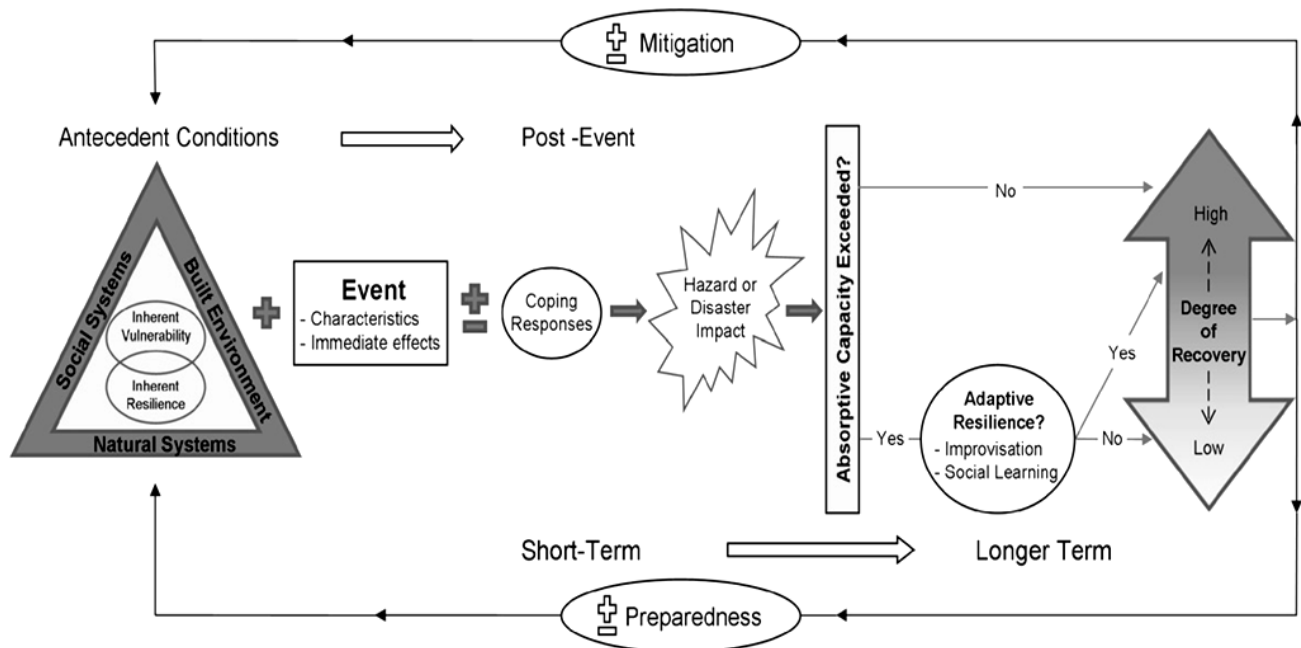 Mitigation
Antecedent Conditions
Post -Event
Social Systems
Built Environment
Natural Systems
Inherent
Vulnerability
Inherent
Resilience
Event
- Characteristics
- Immediate effects
Coping
Responses
Hazard or
Disaster
Impact
Absorptive Capacity Exceeded?
No
Yes
Adaptive
Resilience?
- Improvisation
- Social Learning
Yes
No
High
Degree
of
Recovery
Low
Short-Term
Longer Term
Preparedness